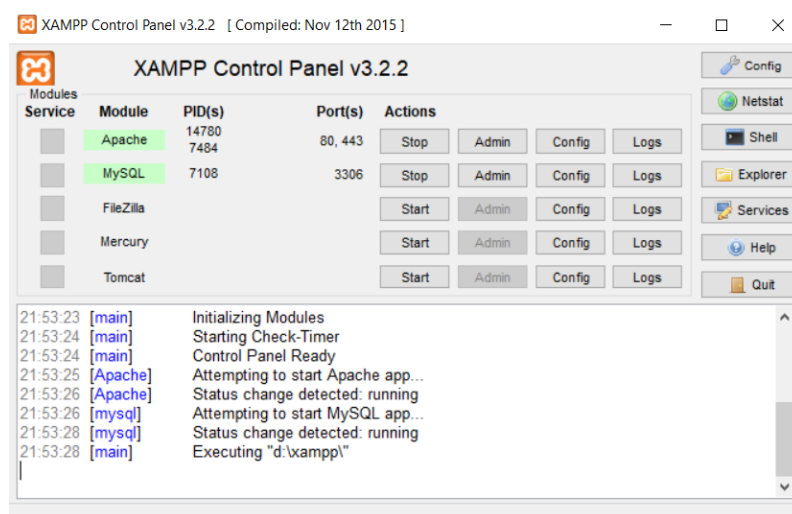 XAMPP Control Panel v3.2.2 [ Compiled: Nov 12th 2015 ]
XAMPP Control Panel v3.2.2
Config
Modules
Service Module PID(s) Port(s) Actions
Netstat
Apache 14780 7484 80, 443 Stop Admin Config Logs
Shell
MySQL 7108 3306 Stop Admin Config Logs
Explorer
FileZilla Start Admin Config Logs
Services
Mercury Start Admin Config Logs
Help
Tomcat Start Admin Config Logs
Quit
21:53:23 [main] Initializing Modules
21:53:24 [main] Starting Check-Timer
21:53:24 [main] Control Panel Ready
21:53:25 [Apache] Attempting to start Apache app...
21:53:26 [Apache] Status change detected: running
21:53:26 [mysql] Attempting to start MySQL app...
21:53:28 [mysql] Status change detected: running
21:53:28 [main] Executing "d:\xampp\"